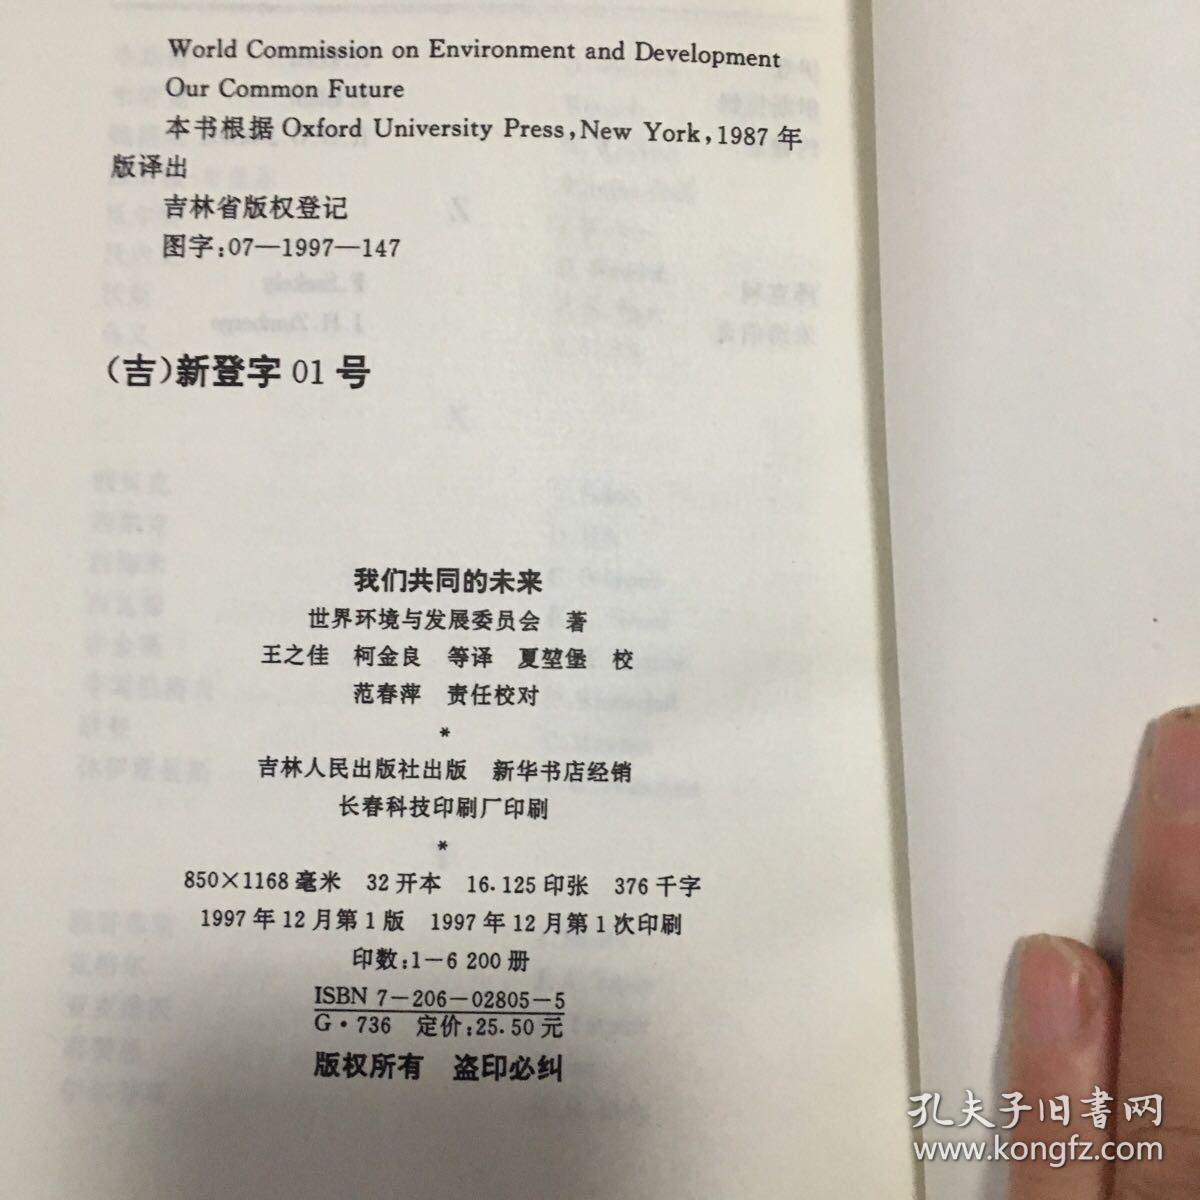 World Commission on Environment and Development
Our Common Future
本书根据 Oxford University Press, New York, 1987 年
版译出
吉林省版权登记
图字:07—1997—147
(吉)新登字 01 号
我们共同的未来
世界环境与发展委员会 著
王之佳 柯金良 等译 夏堃堡 校
范春萍 责任校对
*
吉林人民出版社出版 新华书店经销
长春科技印刷厂印刷
*
850×1168 毫米 32 开本 16.125 印张 376 千字
1997 年 12 月第 1 版 1997 年 12 月第 1 次印刷
印数:1—6 200 册
ISBN 7—206—02805—5
G·736 定价:25.50 元
版权所有 盗印必纠
孔夫子旧書网
www.kongfz.com